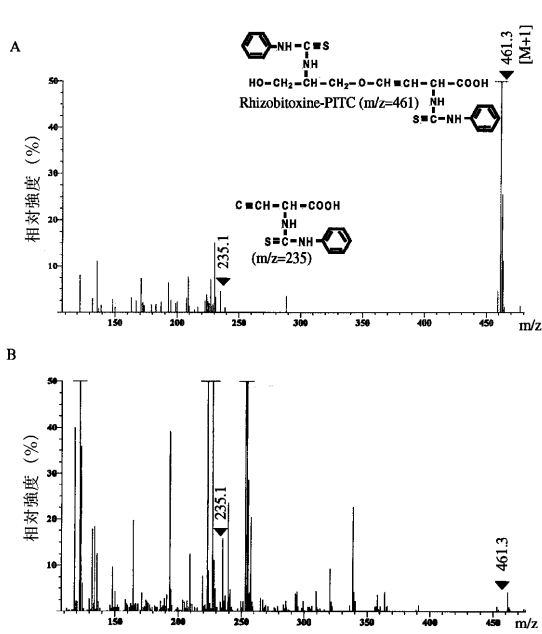 A
461.3
[M+1]
NH-C=S
NH
HO-CH₂-CH-CH₂-O-CH=CH-CH-COOH
Rhizobitoxine-PITC (m/z=461)
NH
S=C-NH
C=CH-CH-COOH
NH
S=C-NH
(m/z=235)
235.1
相対強度 (%)
50
40
30
20
10
150 200 250 300 350 400 450
m/z
B
相対強度 (%)
50
40
30
20
10
235.1
461.3
150 200 250 300 350 400 450
m/z